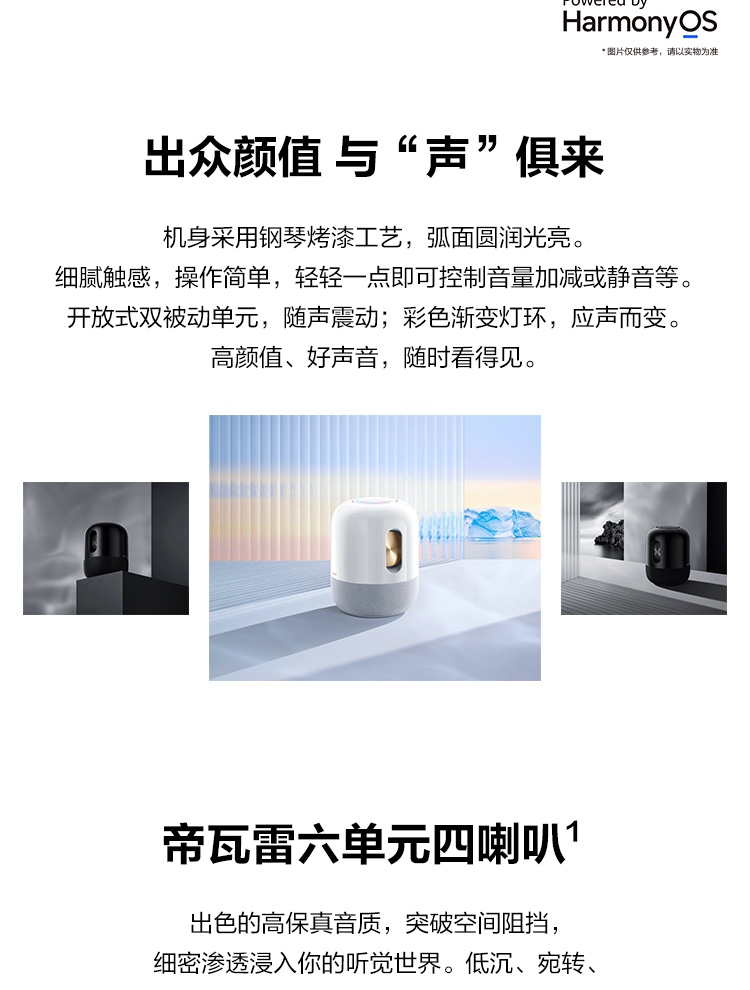 Powered by
HarmonyOS
*图片仅供参考，请以实物为准
出众颜值 与“声”俱来
机身采用钢琴烤漆工艺，弧面圆润光亮。
细腻触感，操作简单，轻轻一点即可控制音量加减或静音等。
开放式双被动单元，随声震动；彩色渐变灯环，应声而变。
高颜值、好声音，随时看得见。
帝瓦雷六单元四喇叭1
出色的高保真音质，突破空间阻挡，
细密渗透浸入你的听觉世界。低沉、宛转、